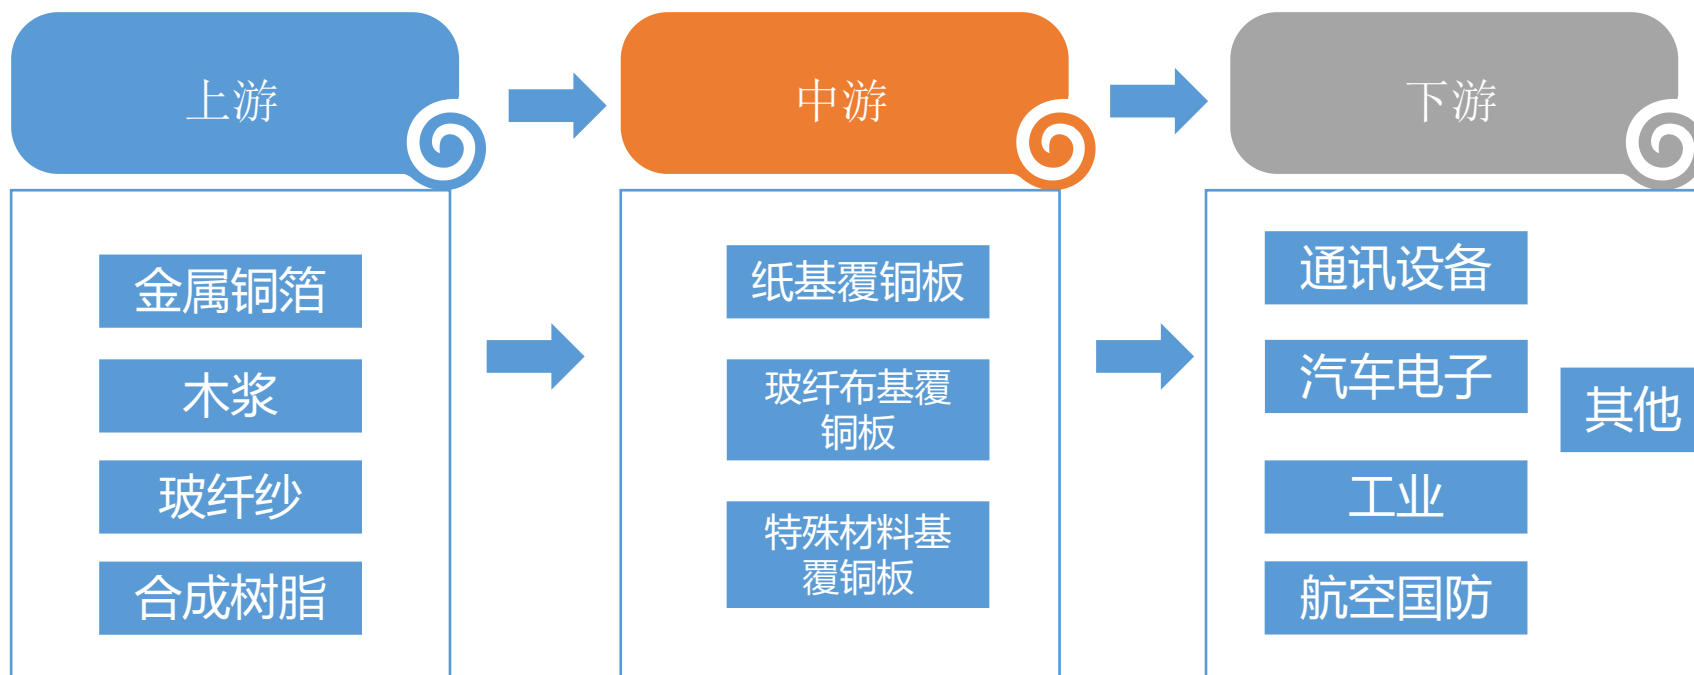 上游
中游
下游
金属铜箔
木浆
玻纤纱
合成树脂
纸基覆铜板
玻纤布基覆
铜板
特殊材料基
覆铜板
通讯设备
汽车电子
工业
航空国防
其他